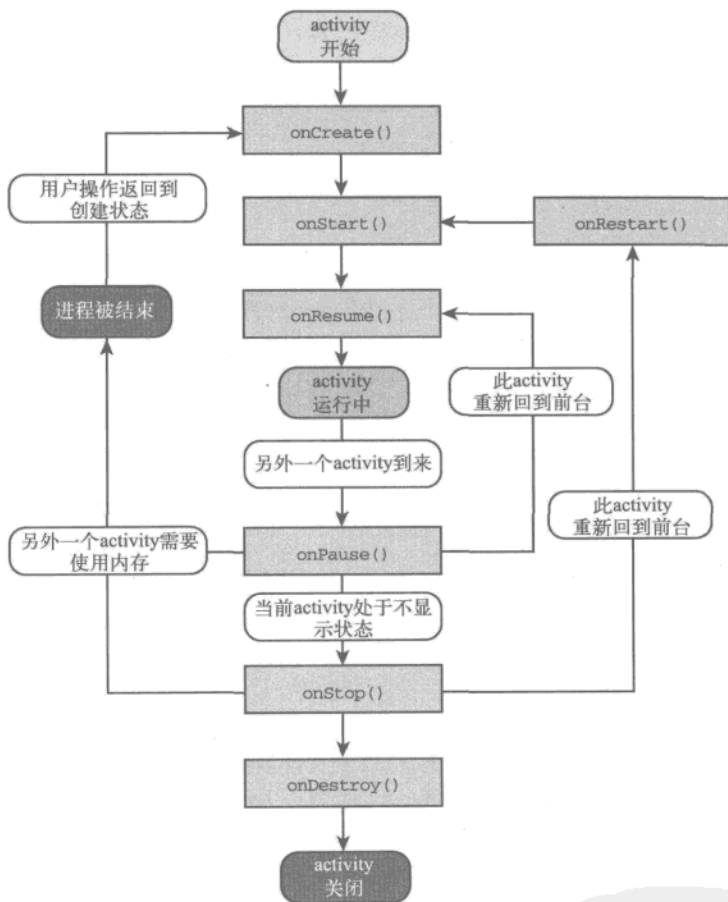 activity
开始
onCreate()
用户操作返回到
创建状态
onStart()
onRestart()
进程被结束
onResume()
activity
运行中
此activity
重新回到前台
另外一个activity到来
此activity
重新回到前台
另外一个activity需要
使用内存
onPause()
当前activity处于不显
示状态
onStop()
onDestroy()
activity
关闭